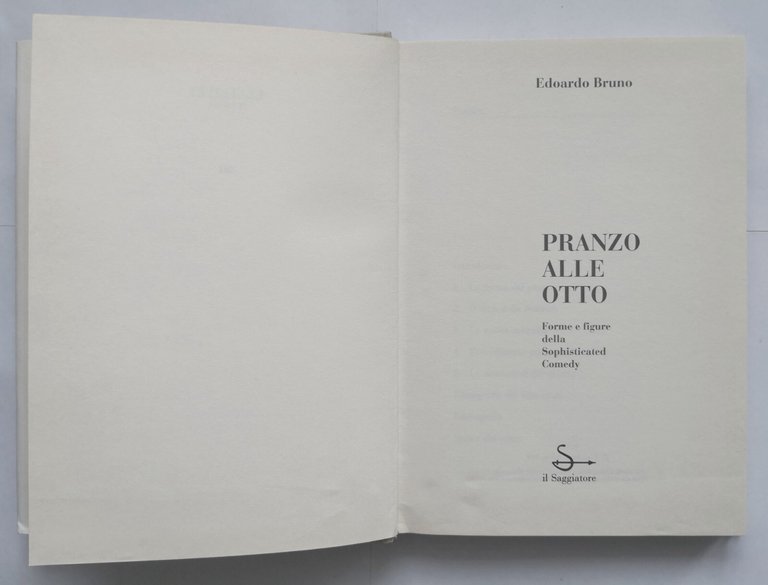 Edoardo Bruno
PRANZO
ALLE
OTTO
Forme e figure
della
Sophisticated
Comedy
il Saggiatore